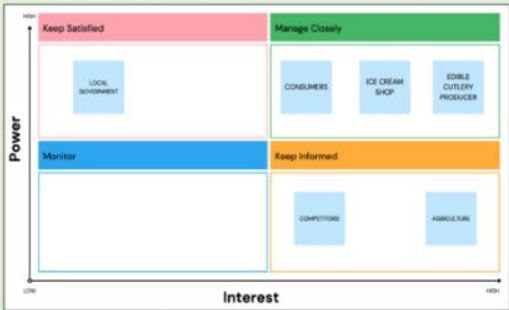 HIGH
Keep Satisfied
Manage Closely
LOCAL
GOVERNMENT
CONSUMERS
ICE CREAM
SHOP
EDIBLE
CUTLERY
PRODUCER
Power
Monitor
Keep Informed
COMPETITORS
AGRICULTURE
LOW
Interest
HIGH